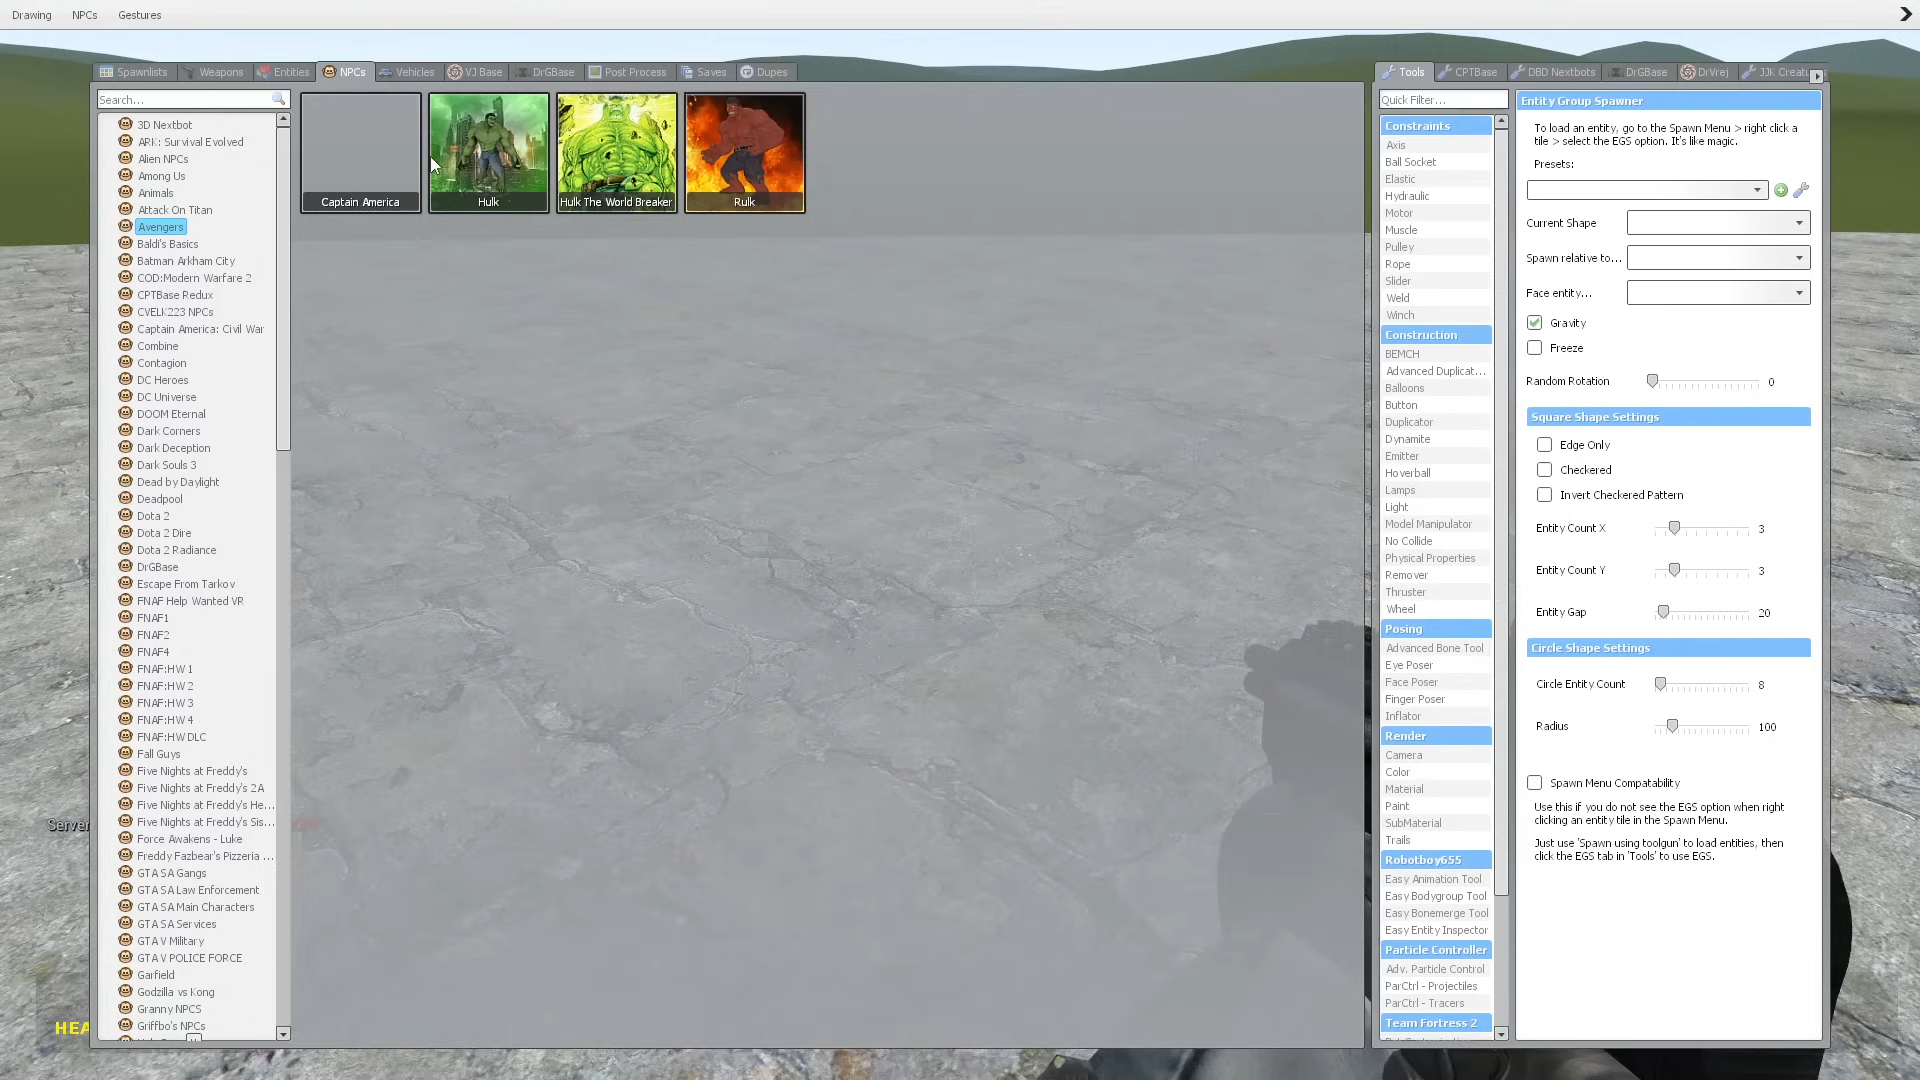 Drawing
NPCs
Gestures
Spawnlists
Weapons
Entities
NPCs
Vehicles
VJ Base
DrGBase
Post Process
Saves
Dupes
Search...
3D Nextbot
ARK: Survival Evolved
Alien NPCs
Among Us
Animals
Attack On Titan
Avengers
Baldi's Basics
Batman Arkham City
COD:Modern Warfare 2
CPTBase Redux
CVELK223 NPCs
Captain America: Civil War
Combine
Contagion
DC Heroes
DC Universe
DOOM Eternal
Dark Corners
Dark Deception
Dark Souls 3
Dead by Daylight
Deadpool
Dota 2
Dota 2 Dire
Dota 2 Radiance
DrGBase
Escape From Tarkov
FNAF Help Wanted VR
FNAF1
FNAF2
FNAF4
FNAF:HW 1
FNAF:HW 2
FNAF:HW 3
FNAF:HW 4
FNAF:HW DLC
Fall Guys
Five Nights at Freddy's
Five Nights at Freddy's 2A
Five Nights at Freddy's He...
Five Nights at Freddy's Sis...
Force Awakens - Luke
Freddy Fazbear's Pizzeria ...
GTA SA Gangs
GTA SA Law Enforcement
GTA SA Main Characters
GTA SA Services
GTA V Military
GTA V POLICE FORCE
Garfield
Godzilla vs Kong
Granny NPCS
Griffbo's NPCs
Captain America
Hulk
Hulk The World Breaker
Rulk
Server
HEA
Tools
CPTBase
DBD Nextbots
DrGBase
DrVrej
JJK Creatu
Quick Filter...
Constraints
Axis
Ball Socket
Elastic
Hydraulic
Motor
Muscle
Pulley
Rope
Slider
Weld
Winch
Construction
BEMCH
Advanced Duplicat...
Balloons
Button
Duplicator
Dynamite
Emitter
Hoverball
Lamps
Light
Model Manipulator
No Collide
Physical Properties
Remover
Thruster
Wheel
Posing
Advanced Bone Tool
Eye Poser
Face Poser
Finger Poser
Inflator
Render
Camera
Color
Material
Paint
SubMaterial
Trails
Robotboy655
Easy Animation Tool
Easy Bodygroup Tool
Easy Bonemerge Tool
Easy Entity Inspector
Particle Controller
Adv. Particle Control
ParCtrl - Projectiles
ParCtrl - Tracers
Team Fortress 2
Entity Group Spawner
To load an entity, go to the Spawn Menu > right click a
tile > select the EGS option. It's like magic.
Presets:
Current Shape
Spawn relative to...
Face entity...
Gravity
Freeze
Random Rotation 0
Square Shape Settings
Edge Only
Checkered
Invert Checkered Pattern
Entity Count X 3
Entity Count Y 3
Entity Gap 20
Circle Shape Settings
Circle Entity Count 8
Radius 100
Spawn Menu Compatability
Use this if you do not see the EGS option when right
clicking an entity tile in the Spawn Menu.
Just use 'Spawn using toolgun' to load entities, then
click the EGS tab in 'Tools' to use EGS.